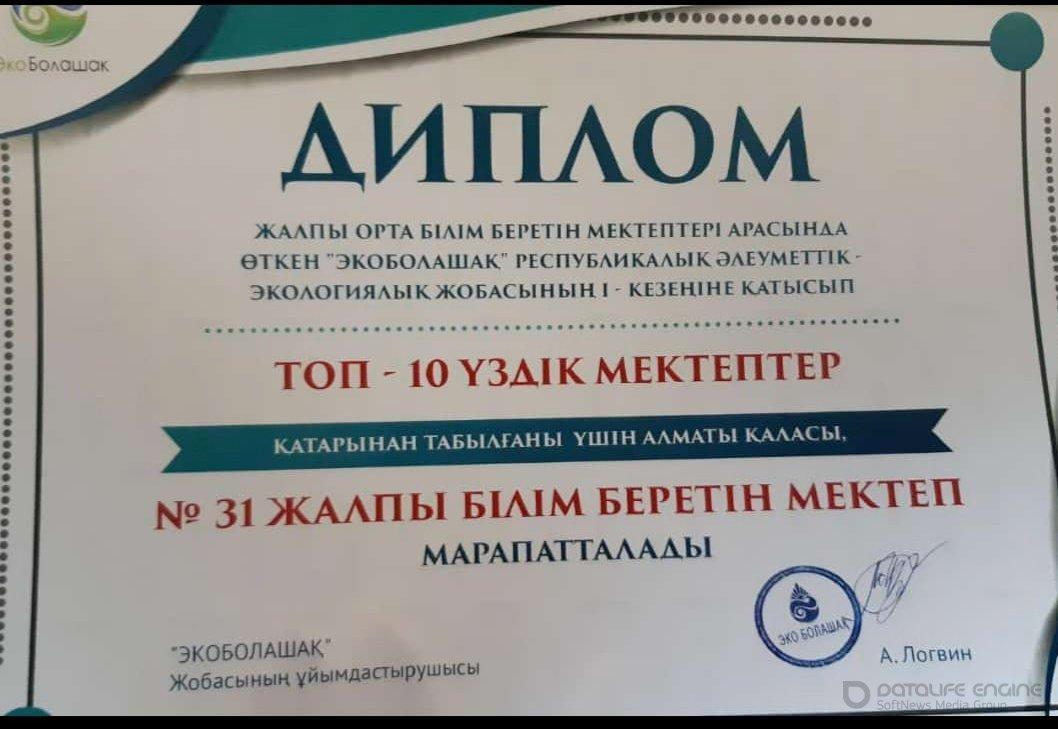 ЭкоБолашақ
ДИПЛОМ
ЖАЛПЫ ОРТА БІЛІМ БЕРЕТІН МЕКТЕПТЕРІ АРАСЫНДА
ӨТКЕН "ЭКОБОЛАШАҚ" РЕСПУБЛИКАЛЫҚ ӘЛЕУМЕТТІК -
ЭКОЛОГИЯЛЫҚ ЖОБАСЫНЫҢ I - КЕЗЕҢІНЕ ҚАТЫСЫП
ТОП - 10 ҮЗДІК МЕКТЕПТЕР
ҚАТАРЫНАН ТАБЫЛҒАНЫ ҮШІН АЛМАТЫ ҚАЛАСЫ,
№ 31 ЖАЛПЫ БІЛІМ БЕРЕТІН МЕКТЕП
МАРАПАТТАЛАДЫ
ЭКО БОЛАШАҚ
"ЭКОБОЛАШАҚ"
Жобасының ұйымдастырушысы
А. Логвин
DATALIFE ENGINE
SoftNews Media Group